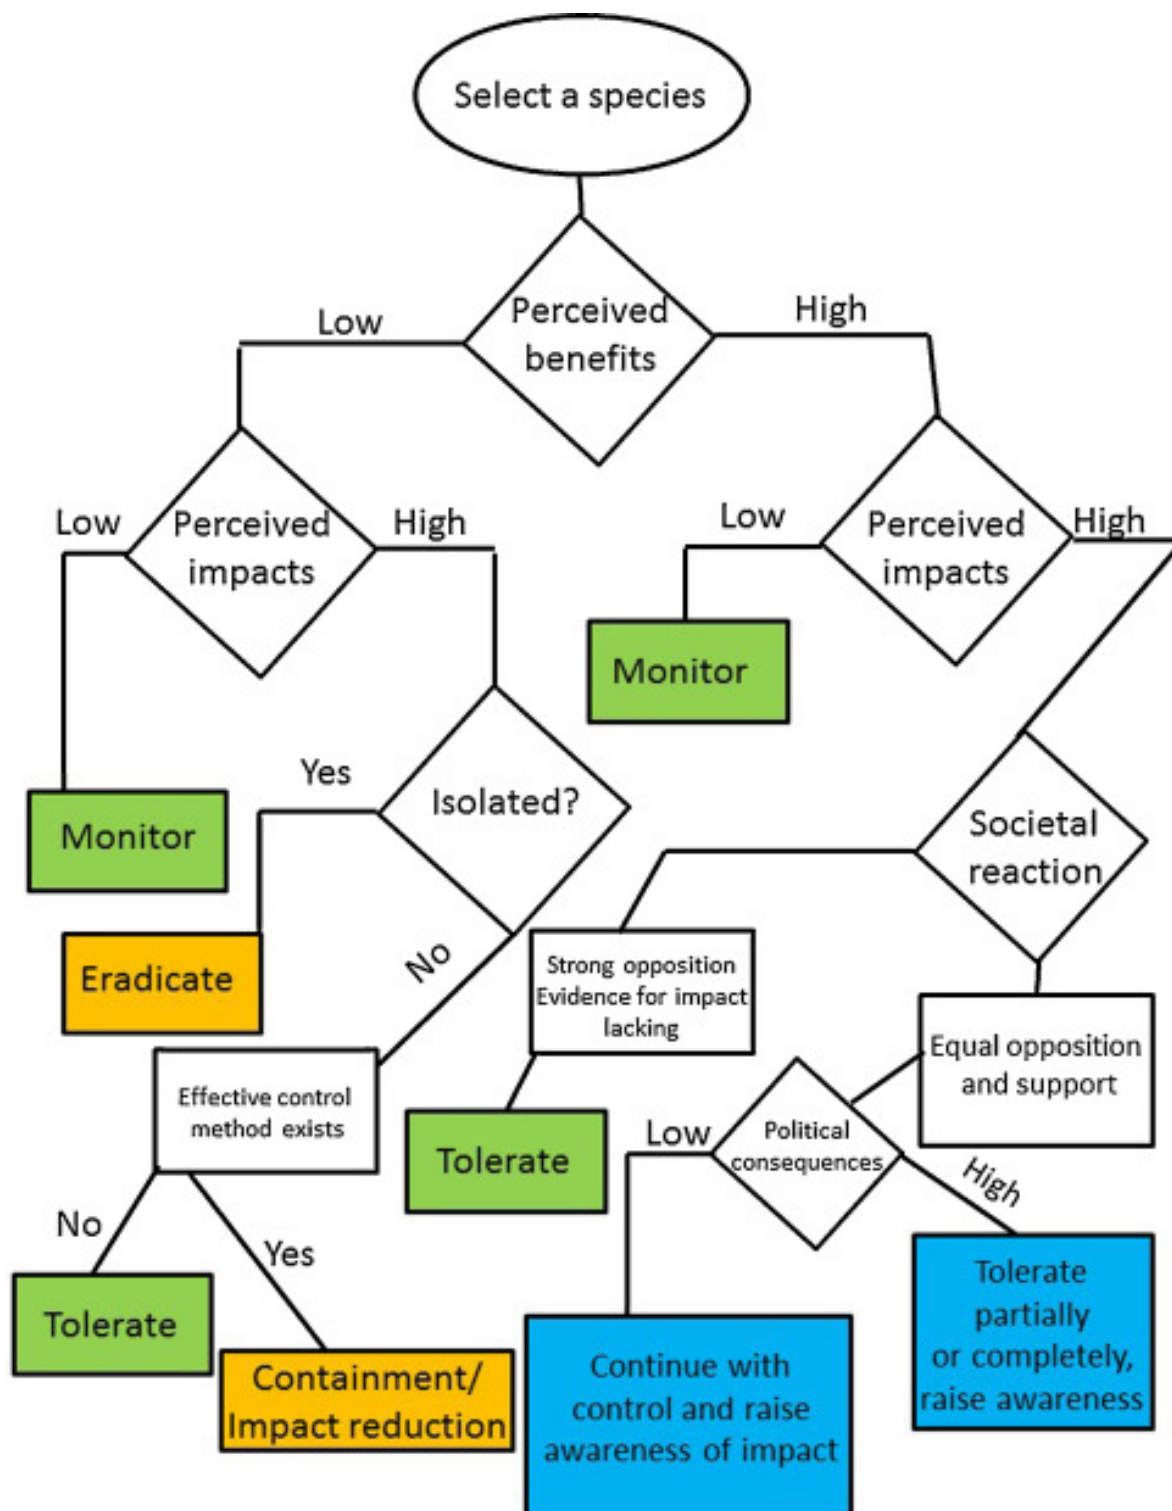 Select a species
Perceived
benefits
Low
High
Perceived
impacts
Low
High
Perceived
impacts
Low
High
Monitor
Isolated?
Yes
No
Monitor
Societal
reaction
Eradicate
Strong opposition
Evidence for impact
lacking
Equal opposition
and support
Effective control
method exists
Tolerate
Political
consequences
Low
High
No
Yes
Tolerate
Containment/
Impact reduction
Continue with
control and raise
awareness of impact
Tolerate
partially
or completely,
raise awareness